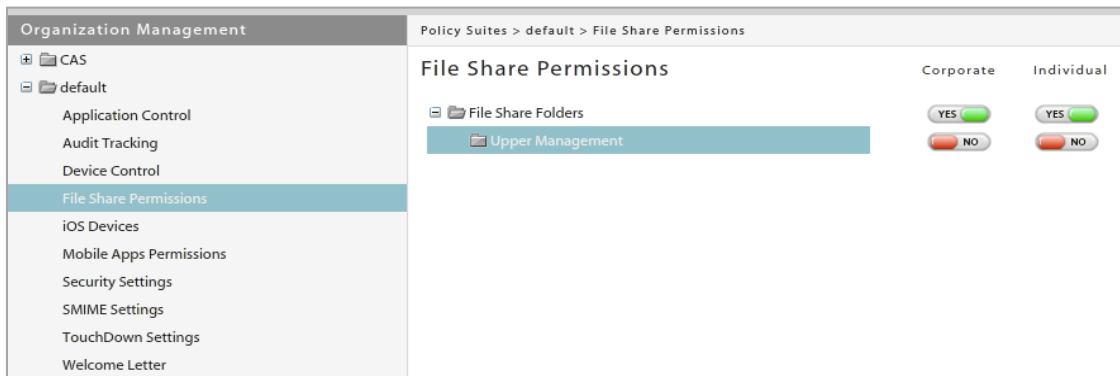 Organization Management
CAS
default
Application Control
Audit Tracking
Device Control
File Share Permissions
iOS Devices
Mobile Apps Permissions
Security Settings
SMIME Settings
TouchDown Settings
Welcome Letter
Policy Suites > default > File Share Permissions
File Share Permissions Corporate Individual
File Share Folders YES YES
Upper Management NO NO